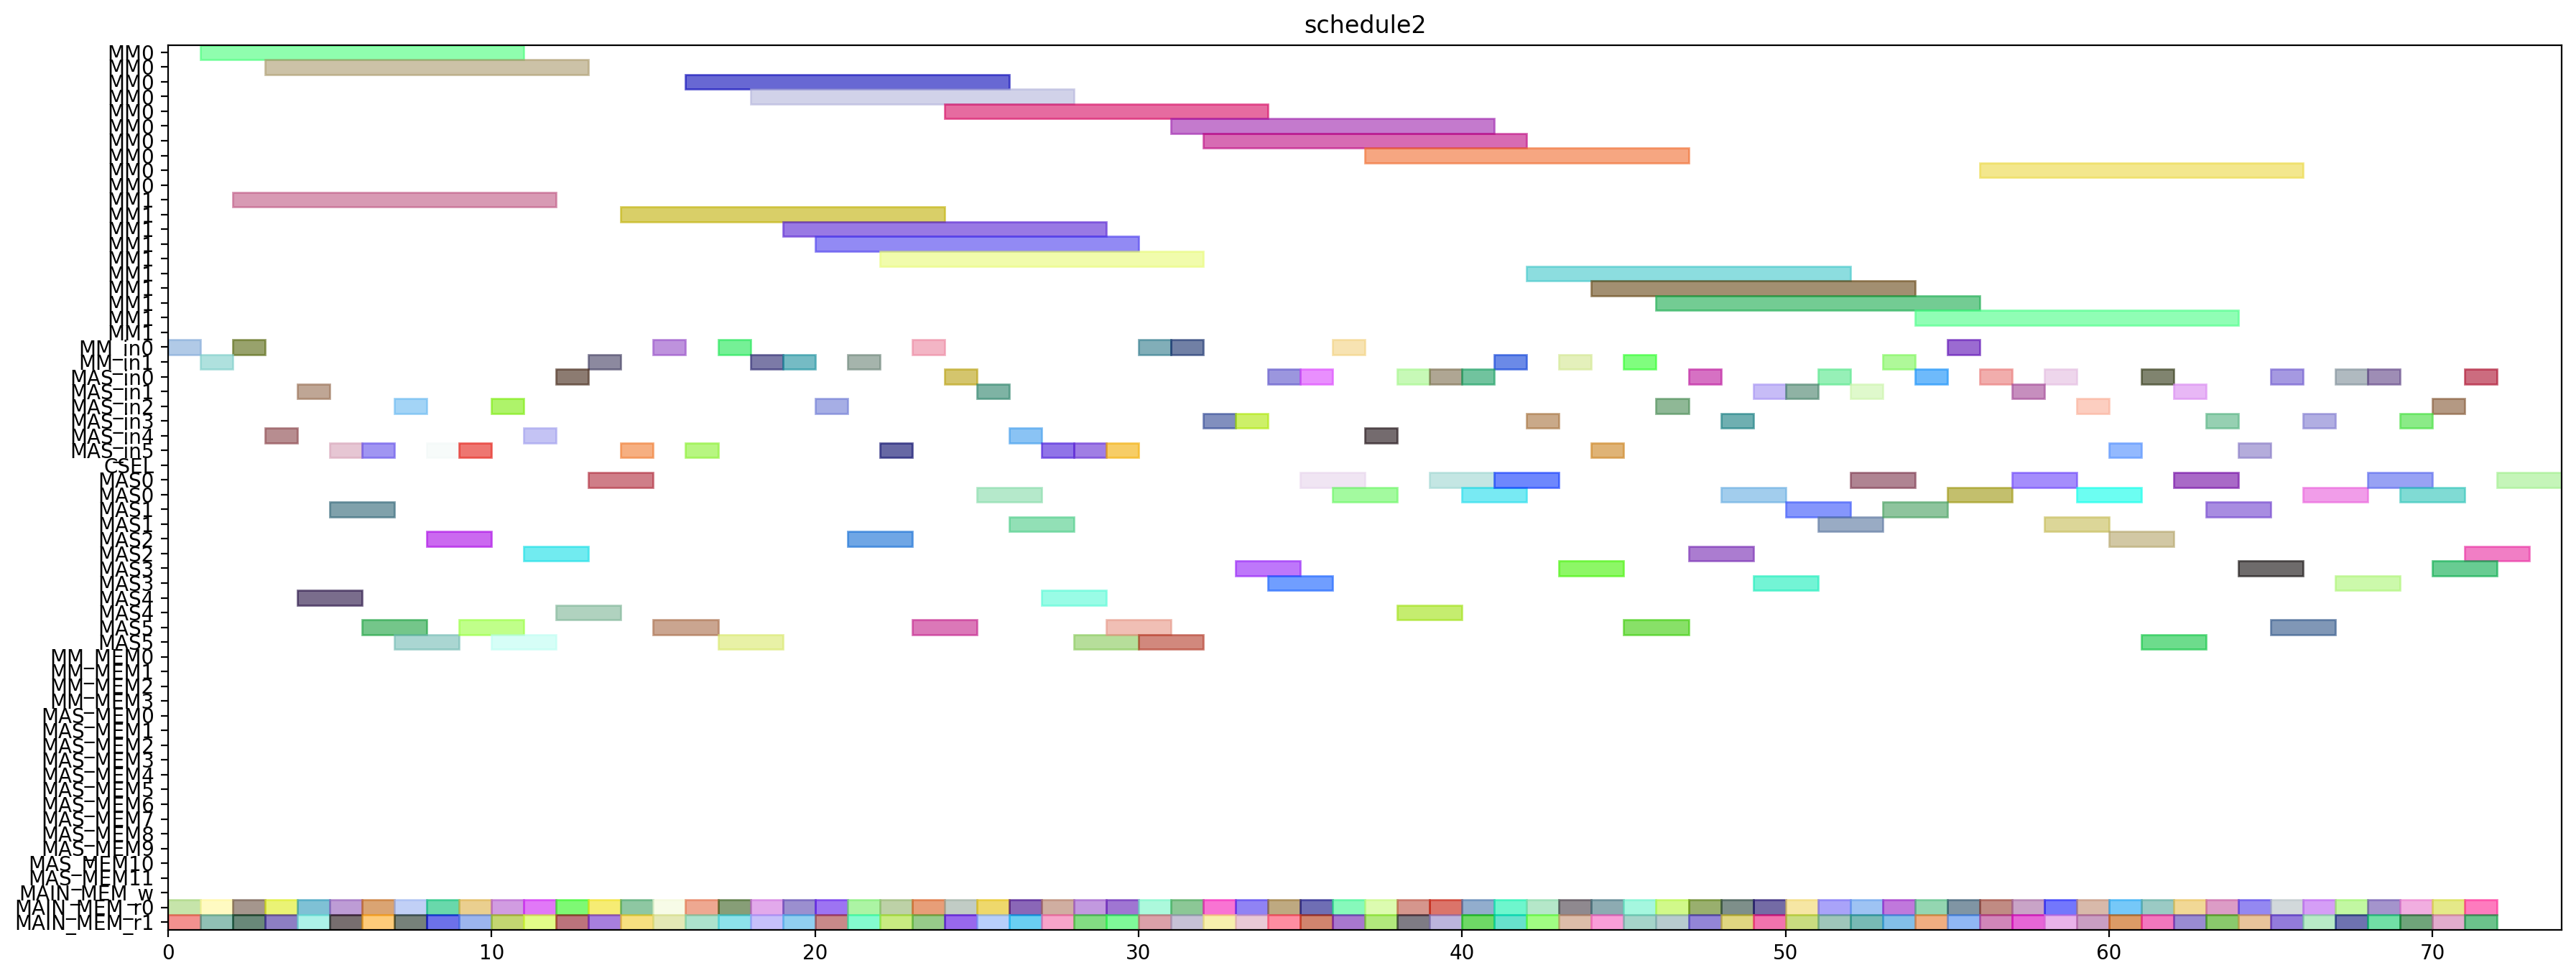 schedule2
MM0
MM0
MM0
MM0
MM0
MM0
MM0
MM0
MM0
MM0
MM1
MM1
MM1
MM1
MM1
MM1
MM1
MM1
MM1
MM1
MM_in0
MM_in1
MAS_in0
MAS_in1
MAS_in2
MAS_in3
MAS_in4
MAS_in5
CSEL
MAS0
MAS0
MAS1
MAS1
MAS2
MAS2
MAS3
MAS3
MAS4
MAS4
MAS5
MAS5
MM_MEM0
MM_MEM1
MM_MEM2
MM_MEM3
MAS_MEM0
MAS_MEM1
MAS_MEM2
MAS_MEM3
MAS_MEM4
MAS_MEM5
MAS_MEM6
MAS_MEM7
MAS_MEM8
MAS_MEM9
MAS_MEM10
MAS_MEM11
MAIN_MEM_w
MAIN_MEM_r0
MAIN_MEM_r1
0 10 20 30 40 50 60 70